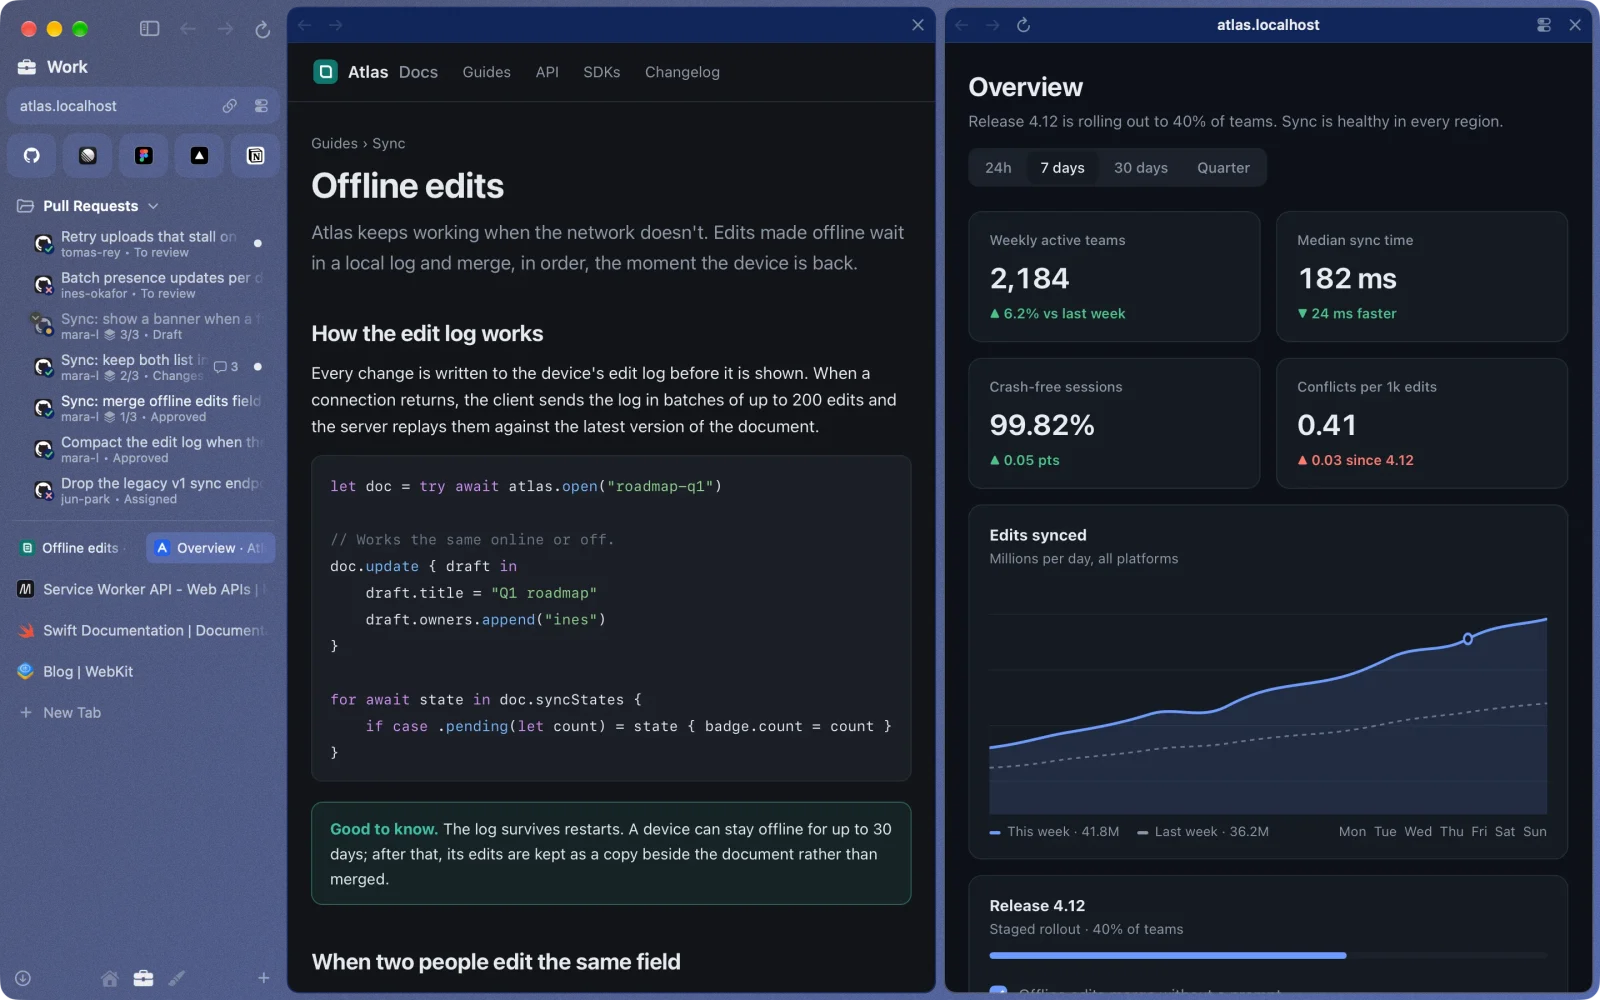 Work
atlas.localhost
Pull Requests
Retry uploads that stall on
tomas-rey • To review
Batch presence updates per d
ines-okafor • To review
Sync: show a banner when a f
mara-l 3/3 • Draft
Sync: keep both list in
3
mara-l 2/3 • Changes
Sync: merge offline edits field
mara-l 1/3 • Approved
Compact the edit log when the
mara-l • Approved
Drop the legacy v1 sync endpo
jun-park • Assigned
Offline edits ·
Overview · Atl
Service Worker API - Web APIs |
Swift Documentation | Document
Blog | WebKit
New Tab
Atlas Docs Guides API SDKs Changelog
Guides › Sync
Offline edits
Atlas keeps working when the network doesn't. Edits made offline wait
in a local log and merge, in order, the moment the device is back.
How the edit log works
Every change is written to the device's edit log before it is shown. When a
connection returns, the client sends the log in batches of up to 200 edits and
the server replays them against the latest version of the document.
let doc = try await atlas.open("roadmap-q1")
// Works the same online or off.
doc.update { draft in
draft.title = "Q1 roadmap"
draft.owners.append("ines")
}
for await state in doc.syncStates {
if case .pending(let count) = state { badge.count = count }
}
Good to know. The log survives restarts. A device can stay offline for up to 30
days; after that, its edits are kept as a copy beside the document rather than
merged.
When two people edit the same field
atlas.localhost
Overview
Release 4.12 is rolling out to 40% of teams. Sync is healthy in every region.
24h 7 days 30 days Quarter
Weekly active teams
2,184
▲ 6.2% vs last week
Median sync time
182 ms
▼ 24 ms faster
Crash-free sessions
99.82%
▲ 0.05 pts
Conflicts per 1k edits
0.41
▲ 0.03 since 4.12
Edits synced
Millions per day, all platforms
This week · 41.8M Last week · 36.2M Mon Tue Wed Thu Fri Sat Sun
Release 4.12
Staged rollout · 40% of teams
Offline edits merge without a prompt